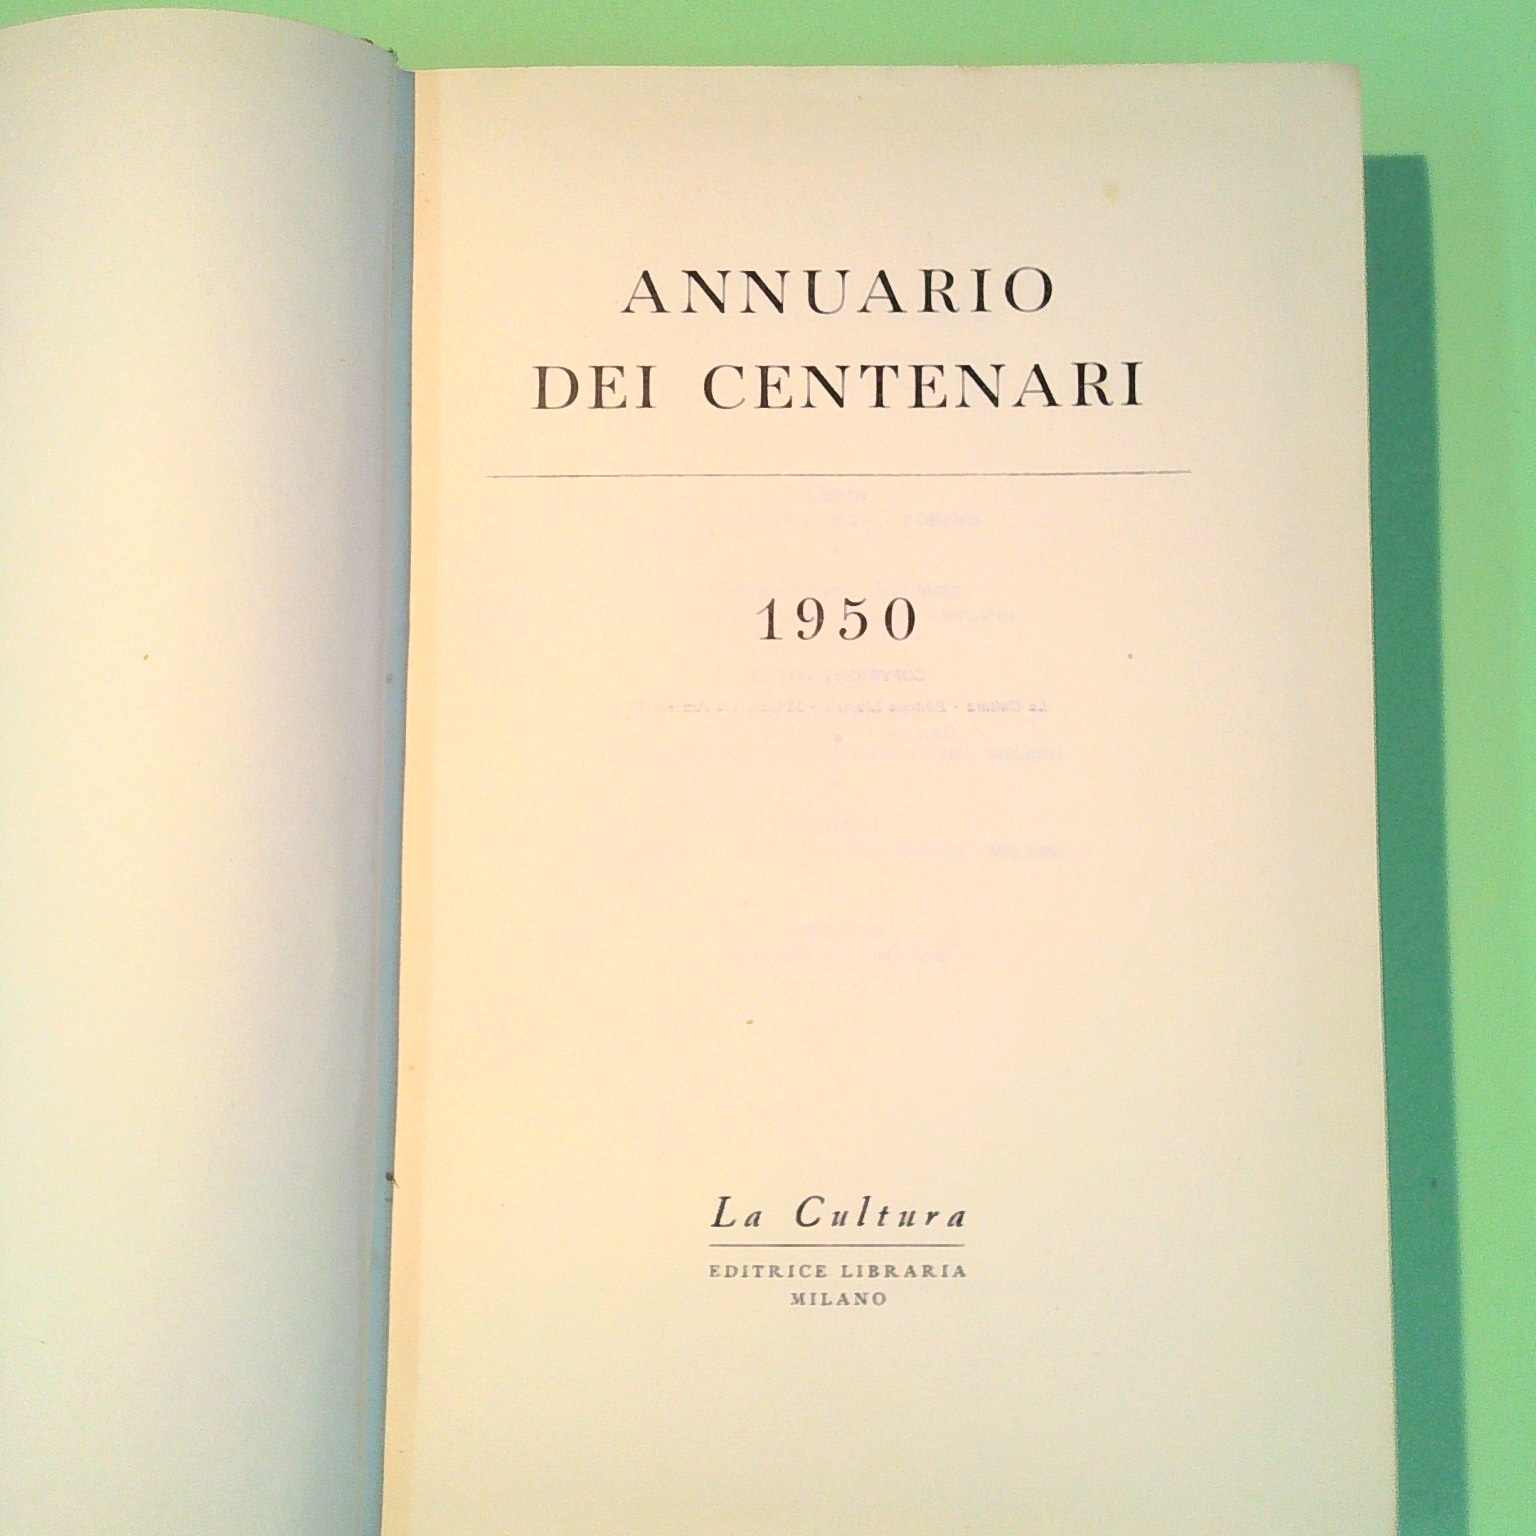 ANNUARIO
DEI CENTENARI
1950
La Cultura
EDITRICE LIBRARIA
MILANO